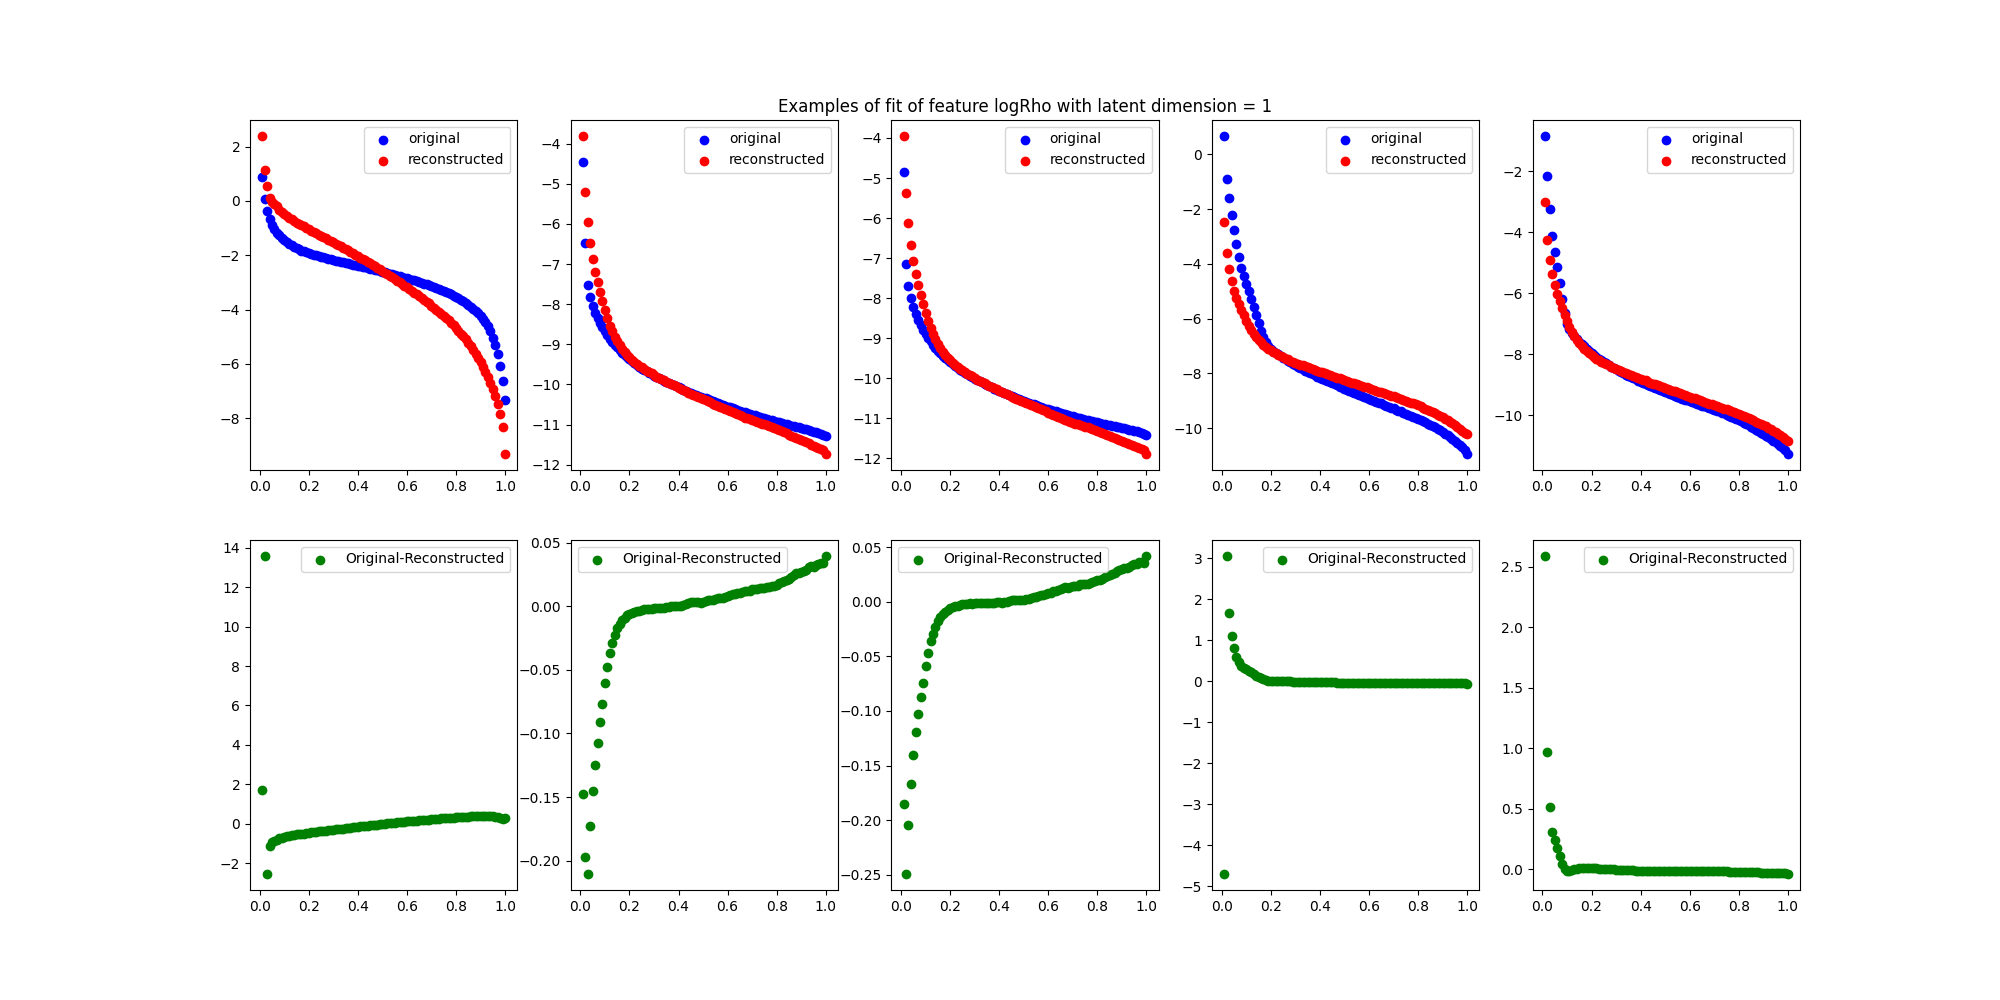 Examples of fit of feature logRho with latent dimension = 1
original
reconstructed
2
0
−2
−4
−6
−8
0.0 0.2 0.4 0.6 0.8 1.0
original
reconstructed
−4
−5
−6
−7
−8
−9
−10
−11
−12
0.0 0.2 0.4 0.6 0.8 1.0
original
reconstructed
−4
−5
−6
−7
−8
−9
−10
−11
−12
0.0 0.2 0.4 0.6 0.8 1.0
original
reconstructed
0
−2
−4
−6
−8
−10
0.0 0.2 0.4 0.6 0.8 1.0
original
reconstructed
−2
−4
−6
−8
−10
0.0 0.2 0.4 0.6 0.8 1.0
Original-Reconstructed
14
12
10
8
6
4
2
0
−2
0.0 0.2 0.4 0.6 0.8 1.0
Original-Reconstructed
0.05
0.00
−0.05
−0.10
−0.15
−0.20
0.0 0.2 0.4 0.6 0.8 1.0
Original-Reconstructed
0.05
0.00
−0.05
−0.10
−0.15
−0.20
−0.25
0.0 0.2 0.4 0.6 0.8 1.0
Original-Reconstructed
3
2
1
0
−1
−2
−3
−4
−5
0.0 0.2 0.4 0.6 0.8 1.0
Original-Reconstructed
2.5
2.0
1.5
1.0
0.5
0.0
0.0 0.2 0.4 0.6 0.8 1.0